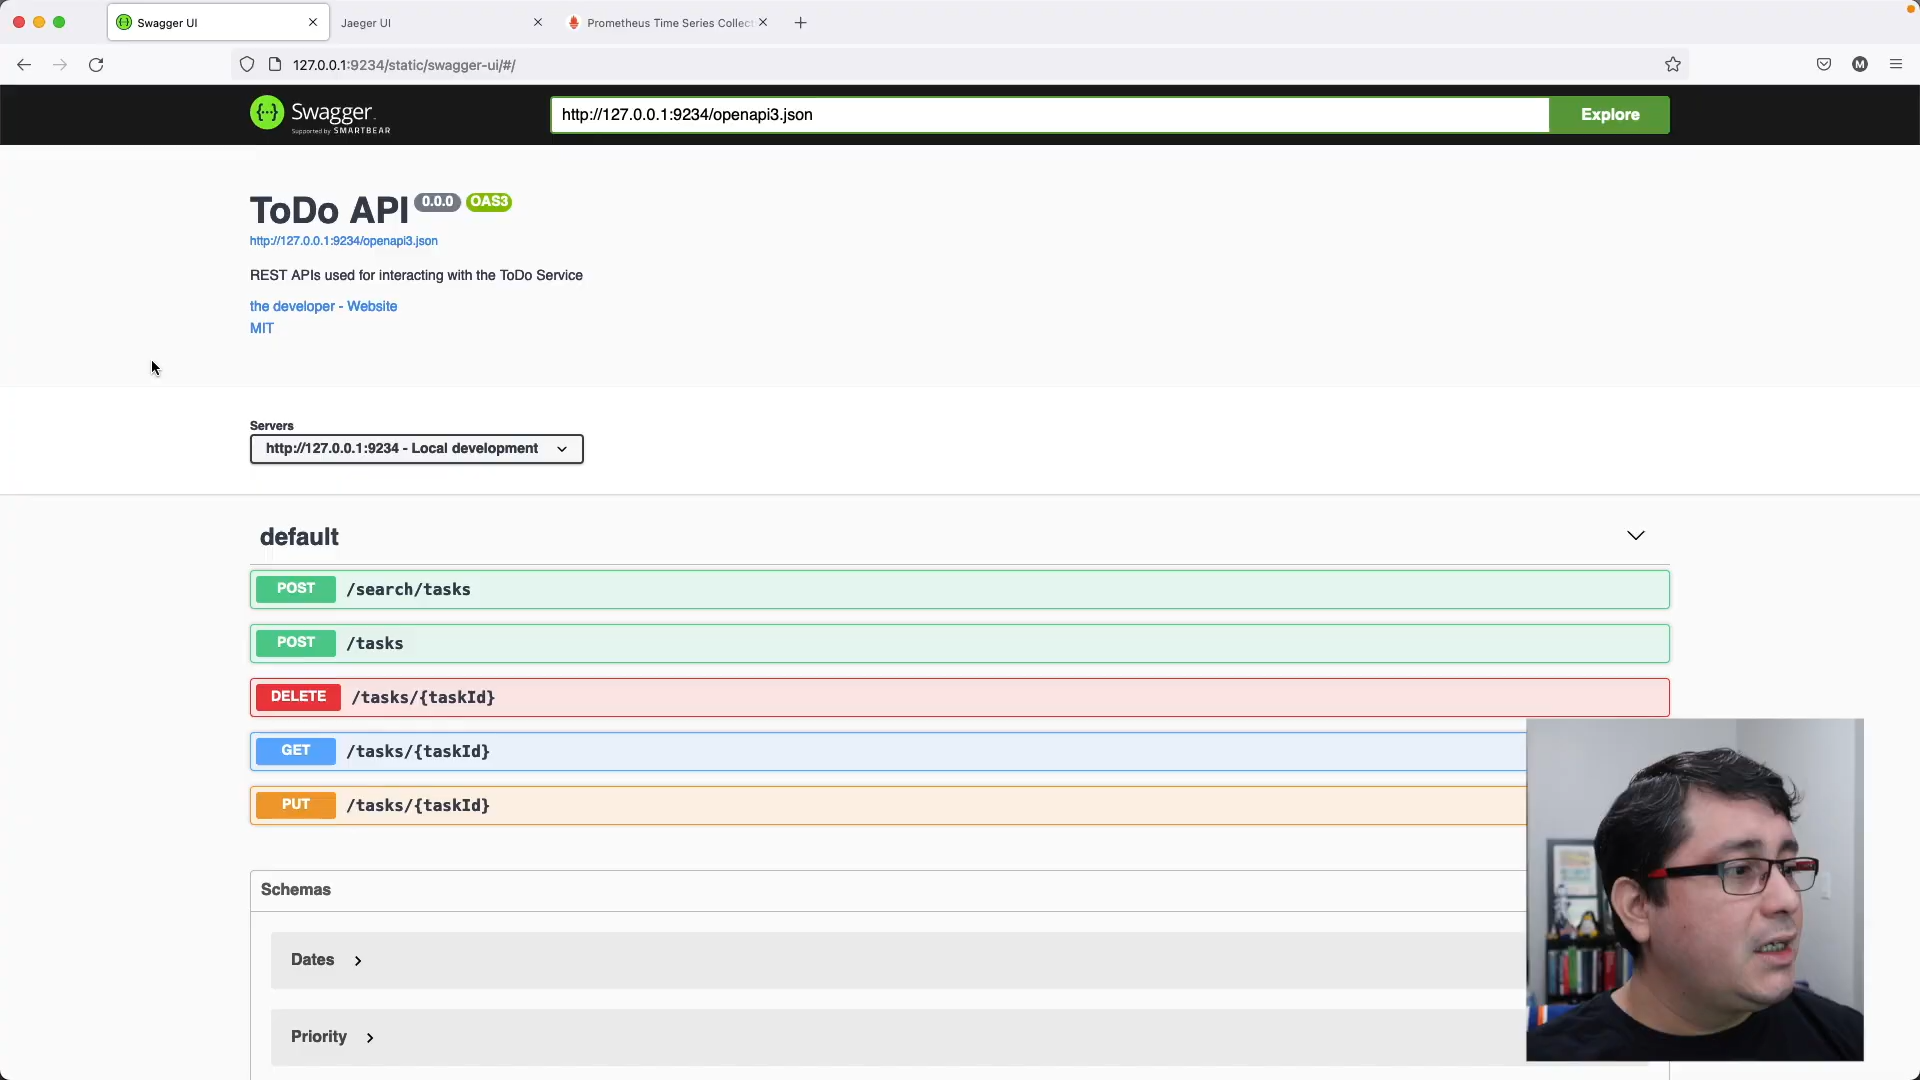 Swagger UI
Jaeger UI
Prometheus Time Series Collect
127.0.0.1:9234/static/swagger-ui/#/
M
Swagger
Supported by SMARTBEAR
http://127.0.0.1:9234/openapi3.json
Explore
ToDo API 0.0.0 OAS3
http://127.0.0.1:9234/openapi3.json
REST APIs used for interacting with the ToDo Service
the developer - Website
MIT
Servers
http://127.0.0.1:9234 - Local development
default
POST /search/tasks
POST /tasks
DELETE /tasks/{taskId}
GET /tasks/{taskId}
PUT /tasks/{taskId}
Schemas
Dates
Priority